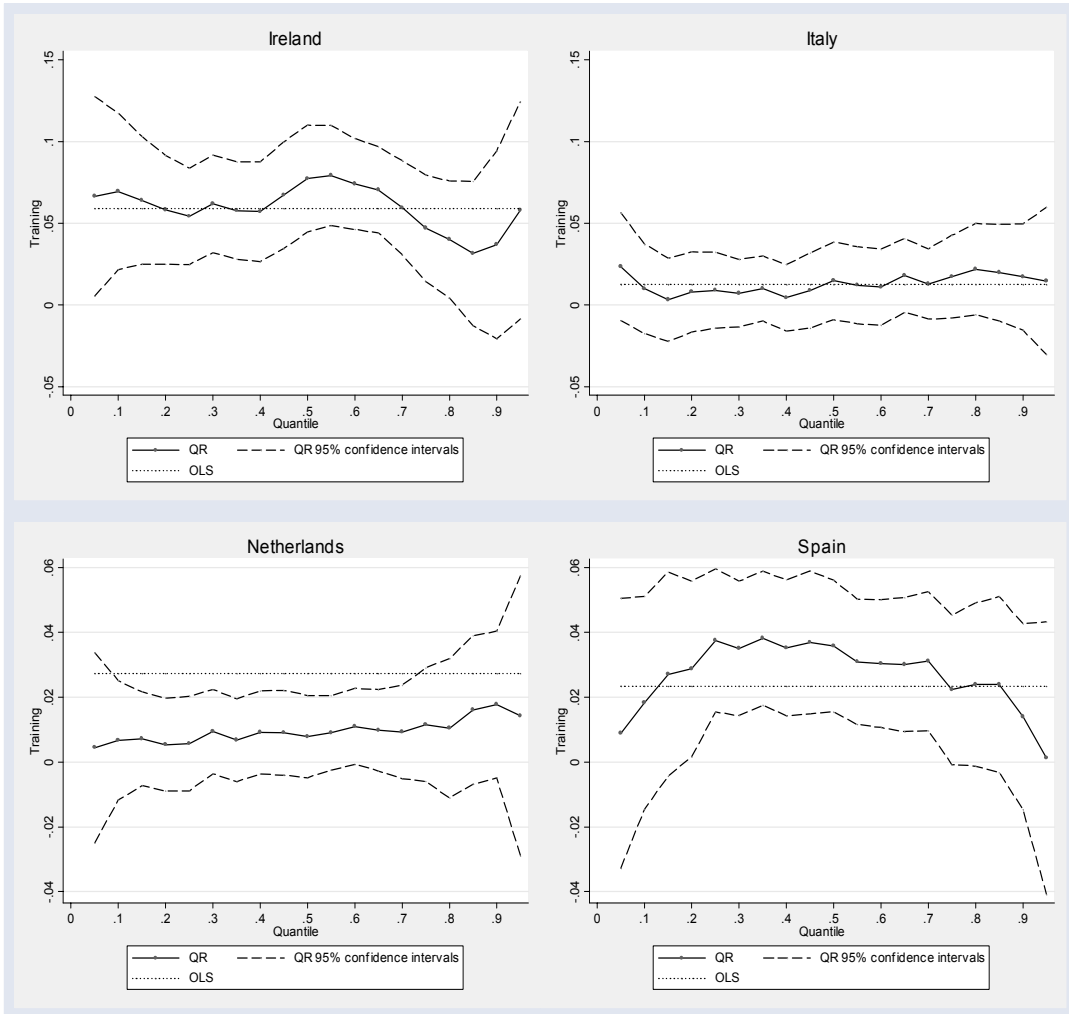 Ireland
.15
.1
.05
0
-.05
Training
0 .1 .2 .3 .4 .5 .6 .7 .8 .9
Quantile
QR QR 95% confidence intervals
OLS
Italy
.15
.1
.05
0
-.05
Training
0 .1 .2 .3 .4 .5 .6 .7 .8 .9
Quantile
QR QR 95% confidence intervals
OLS
Netherlands
.06
.04
.02
0
-.02
-.04
Training
0 .1 .2 .3 .4 .5 .6 .7 .8 .9
Quantile
QR QR 95% confidence intervals
OLS
Spain
.06
.04
.02
0
-.02
-.04
Training
0 .1 .2 .3 .4 .5 .6 .7 .8 .9
Quantile
QR QR 95% confidence intervals
OLS